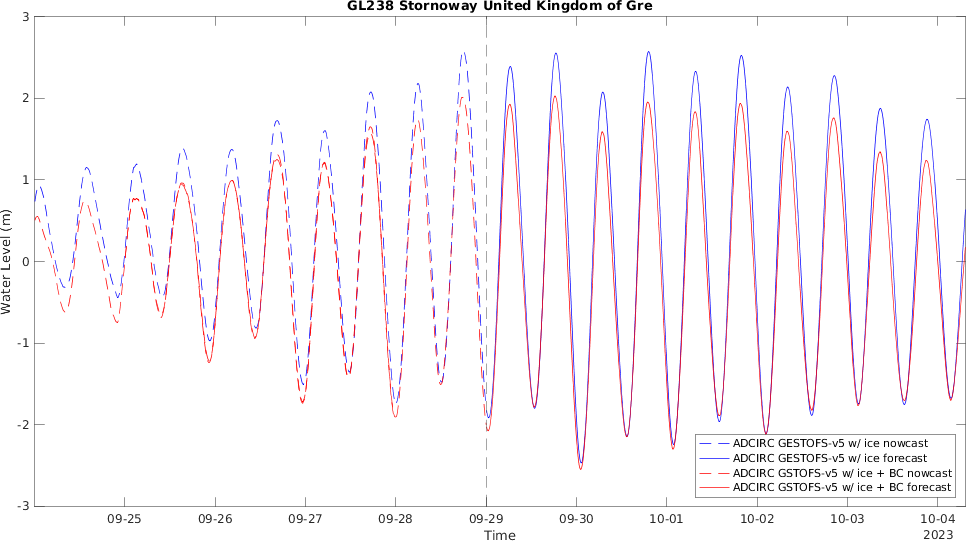 GL238 Stornoway United Kingdom of Gre
Water Level (m)
3
2
1
0
-1
-2
-3
09-25 09-26 09-27 09-28 09-29 09-30 10-01 10-02 10-03 10-04
2023
Time
ADCIRC GESTOFS-v5 w/ ice nowcast
ADCIRC GESTOFS-v5 w/ ice forecast
ADCIRC GSTOFS-v5 w/ ice + BC nowcast
ADCIRC GSTOFS-v5 w/ ice + BC forecast